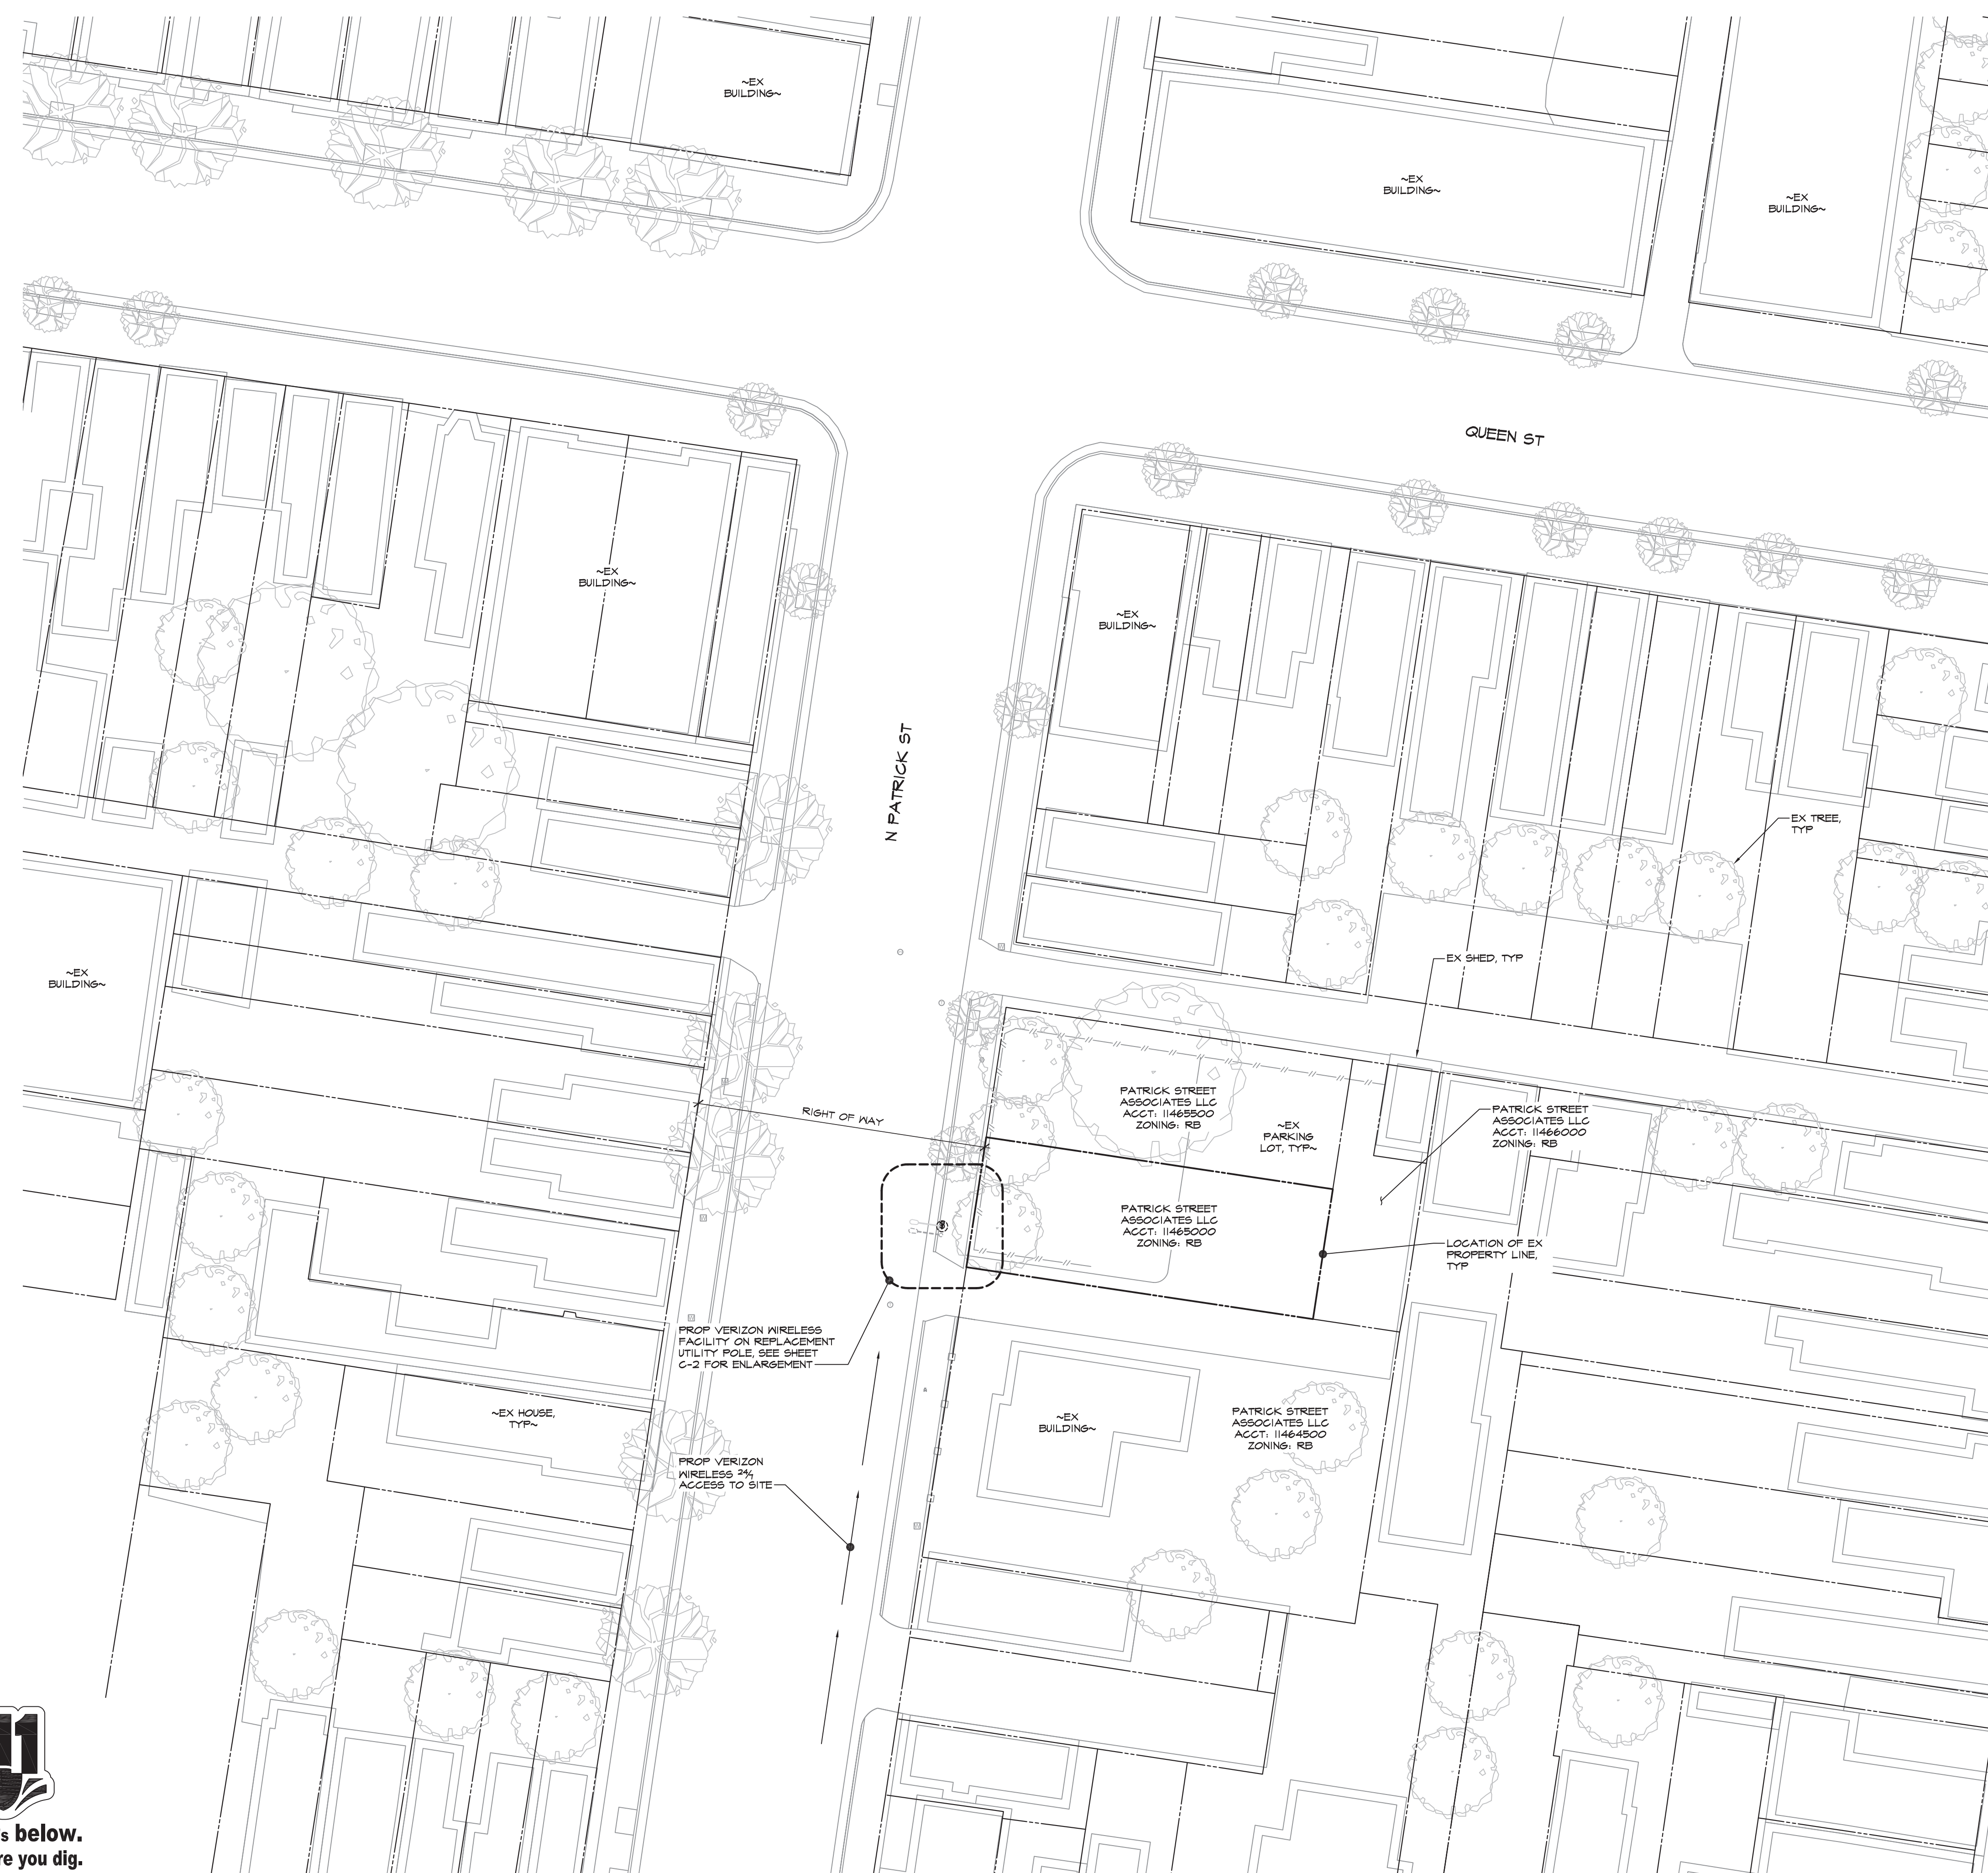 ~EX
BUILDING~
~EX
BUILDING~
~EX
BUILDING~
QUEEN ST
~EX
BUILDING~
~EX
BUILDING~
N PATRICK ST
EX TREE,
TYP
~EX
BUILDING~
EX SHED, TYP
RIGHT OF WAY
PATRICK STREET
ASSOCIATES LLC
ACCT: 11465500
ZONING: RB
~EX
PARKING
LOT, TYP~
PATRICK STREET
ASSOCIATES LLC
ACCT: 11466000
ZONING: RB
PATRICK STREET
ASSOCIATES LLC
ACCT: 11465000
ZONING: RB
LOCATION OF EX
PROPERTY LINE,
TYP
PROP VERIZON WIRELESS
FACILITY ON REPLACEMENT
UTILITY POLE, SEE SHEET
C-2 FOR ENLARGEMENT
~EX HOUSE,
TYP~
~EX
BUILDING~
PATRICK STREET
ASSOCIATES LLC
ACCT: 11464500
ZONING: RB
PROP VERIZON
WIRELESS 24/7
ACCESS TO SITE
's below.
re you dig.